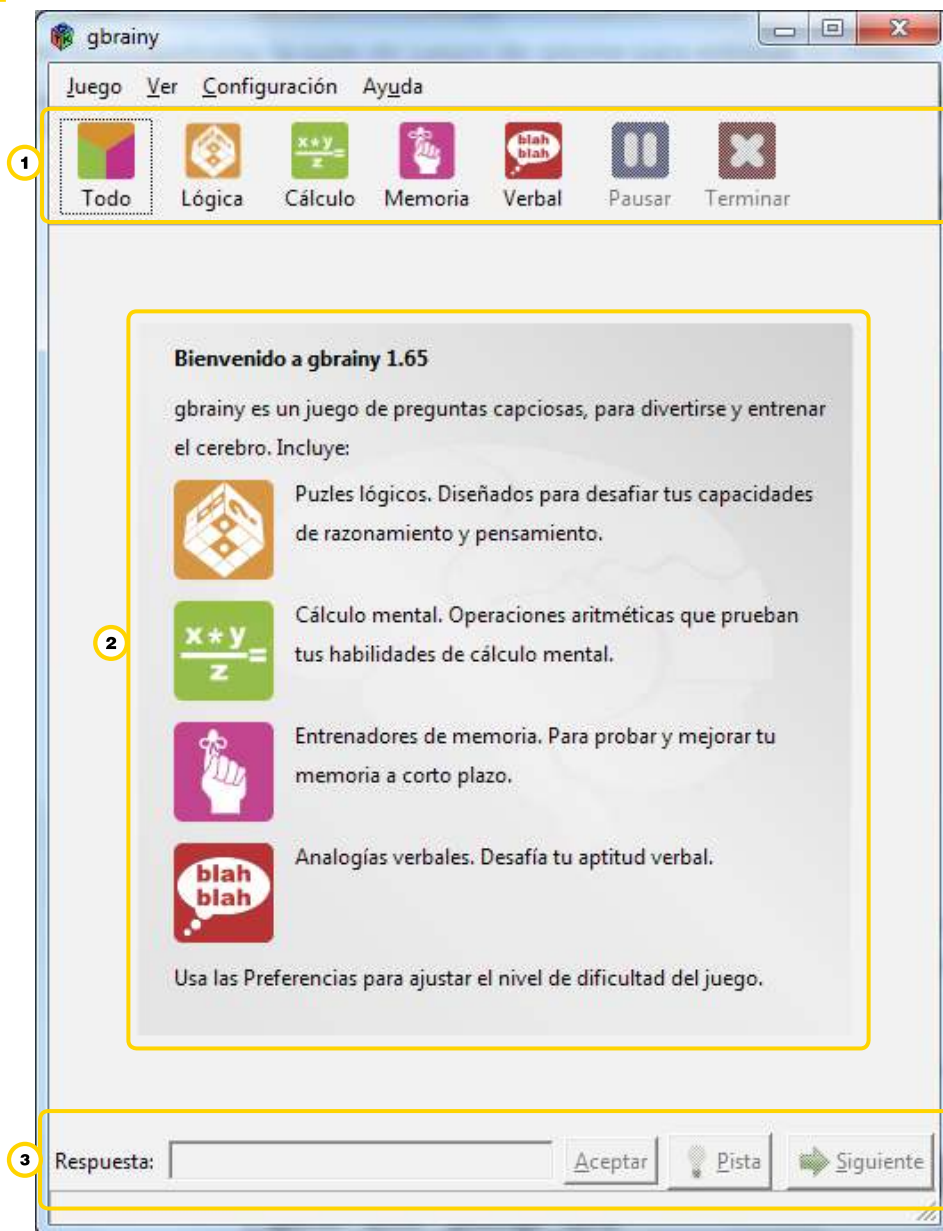 gbrainy
Juego Ver Configuración Ayuda
1
x*y
z =
blah
blah
Todo Lógica Cálculo Memoria Verbal Pausar Terminar
Bienvenido a gbrainy 1.65
gbrainy es un juego de preguntas capciosas, para divertirse y entrenar
el cerebro. Incluye:
Puzles lógicos. Diseñados para desafiar tus capacidades
de razonamiento y pensamiento.
2
x*y
z =
Cálculo mental. Operaciones aritméticas que prueban
tus habilidades de cálculo mental.
Entrenadores de memoria. Para probar y mejorar tu
memoria a corto plazo.
blah
blah
Analogías verbales. Desafía tu aptitud verbal.
Usa las Preferencias para ajustar el nivel de dificultad del juego.
3
Respuesta: Aceptar Pista Siguiente